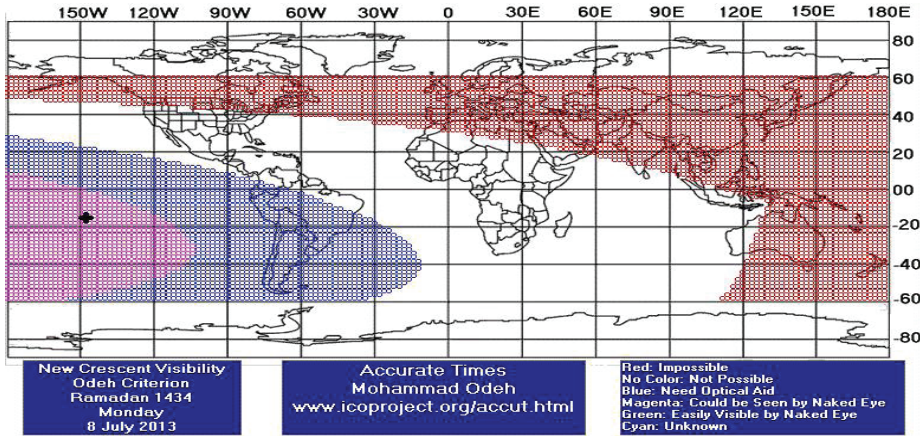 150W 120W 90W 60W 30W 0 30E 60E 90E 120E 150E 180E
80
60
40
20
00
-20
-40
-60
-80
New Crescent Visibility
Odeh Criterion
Ramadan 1434
Monday
8 July 2013
Accurate Times
Mohammad Odeh
www.icoproject.org/accut.html
Red: Impossible
No Color: Not Possible
Blue: Need Optical Aid
Magenta: Could be Seen by Naked Eye
Green: Easily Visible by Naked Eye
Cyan: Unknown